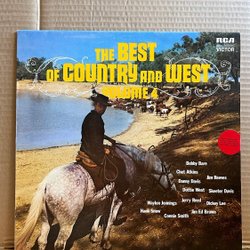 RCA
VICTOR
THE BEST
OF COUNTRY AND WEST
VOLUME 4
Bobby Bare
Chet Atkins
Jim Reeves
Danny Davis
Dottie West
Skeeter Davis
Jerry Reed
Waylon Jennings
Dickey Lee
Hank Snow
Jim Ed Brown
Connie Smith